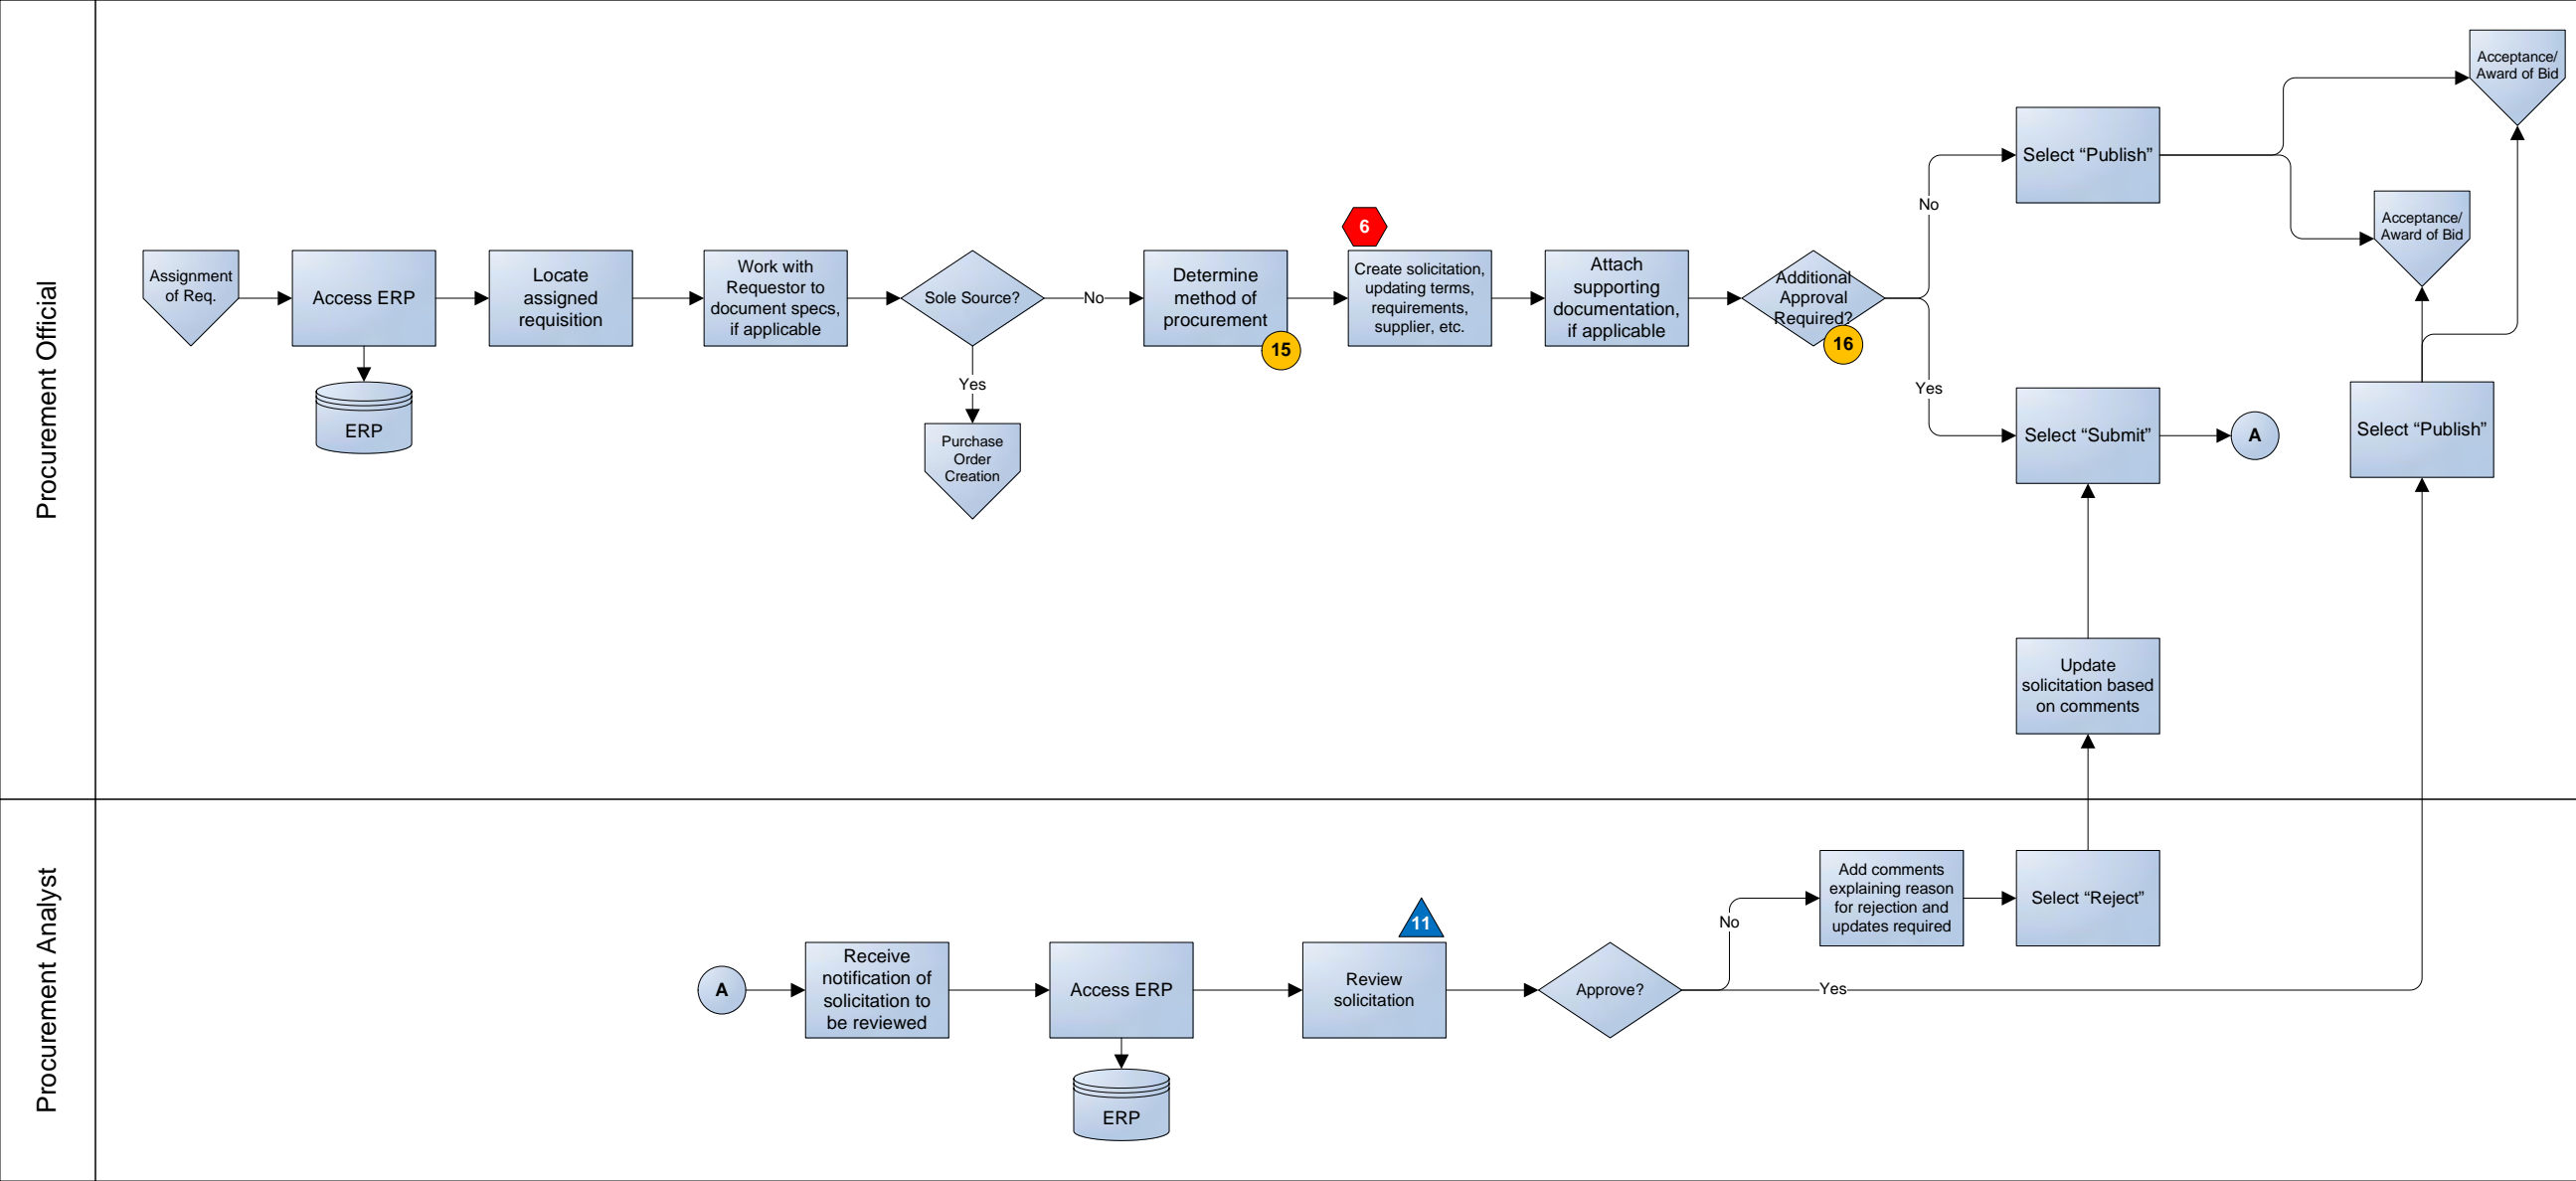 Procurement Official
Assignment
of Req.
Access ERP
ERP
Locate
assigned
requisition
Work with
Requestor to
document specs,
if applicable
Sole Source?
No
Yes
Purchase
Order
Creation
Determine
method of
procurement
15
6
Create solicitation,
updating terms,
requirements,
supplier, etc.
Attach
supporting
documentation,
if applicable
Additional
Approval
Required?
16
No
Yes
Select “Publish”
Select “Submit”
A
Acceptance/
Award of Bid
Acceptance/
Award of Bid
Select “Publish”
Update
solicitation based
on comments
Procurement Analyst
A
Receive
notification of
solicitation to
be reviewed
Access ERP
ERP
11
Review
solicitation
Approve?
No
Yes
Add comments
explaining reason
for rejection and
updates required
Select “Reject”